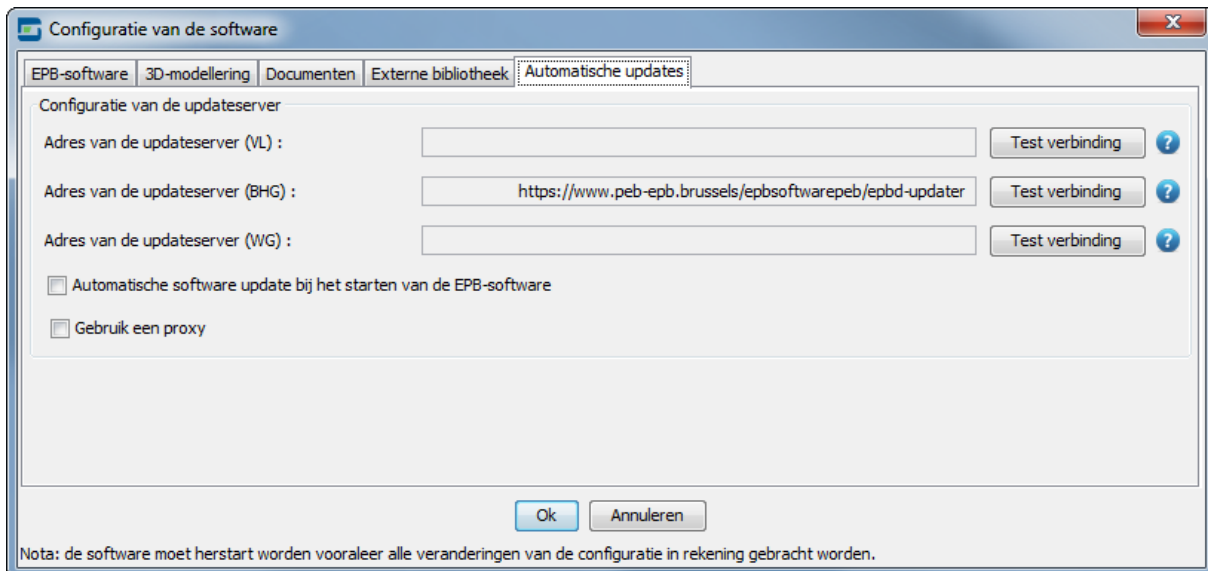 Configuratie van de software
EPB-software 3D-modellering Documenten Externe bibliotheek Automatische updates
Configuratie van de updateserver
Adres van de updateserver (VL) : Test verbinding ?
Adres van de updateserver (BHG) : https://www.peb-epb.brussels/epbsoftwarepeb/epbd-updater Test verbinding ?
Adres van de updateserver (WG) : Test verbinding ?
Automatische software update bij het starten van de EPB-software
Gebruik een proxy
Ok Annuleren
Nota: de software moet herstart worden vooraleer alle veranderingen van de configuratie in rekening gebracht worden.